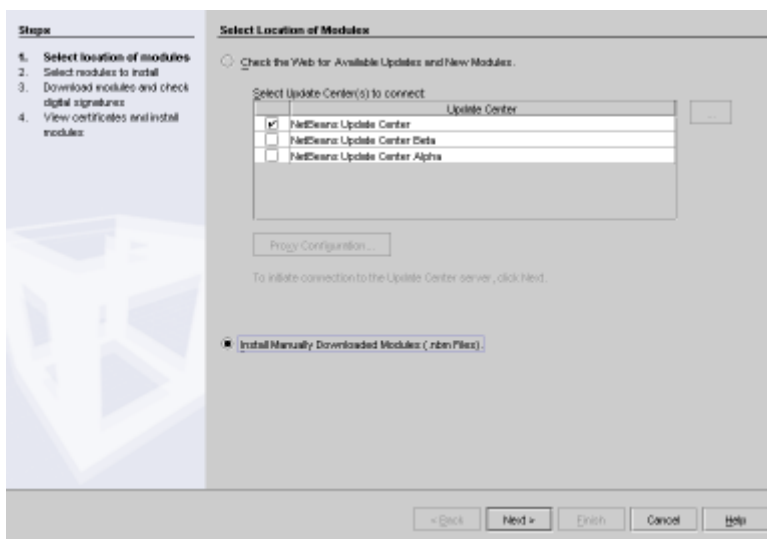 Steps
1. Select location of modules
2. Select modules to install
3. Download modules and check
digital signatures
4. View certificates and install
modules
Select Location of Modules
Check the Web for Available Updates and New Modules.
Select Update Center(s) to connect
Update Center
NetBeans Update Center
NetBeans Update Center Beta
NetBeans Update Center Alpha
...
Proxy Configuration...
To initiate connection to the Update Center server, click Next.
Install Manually Downloaded Modules (.nbm Files).
< Back
Next >
Finish
Cancel
Help